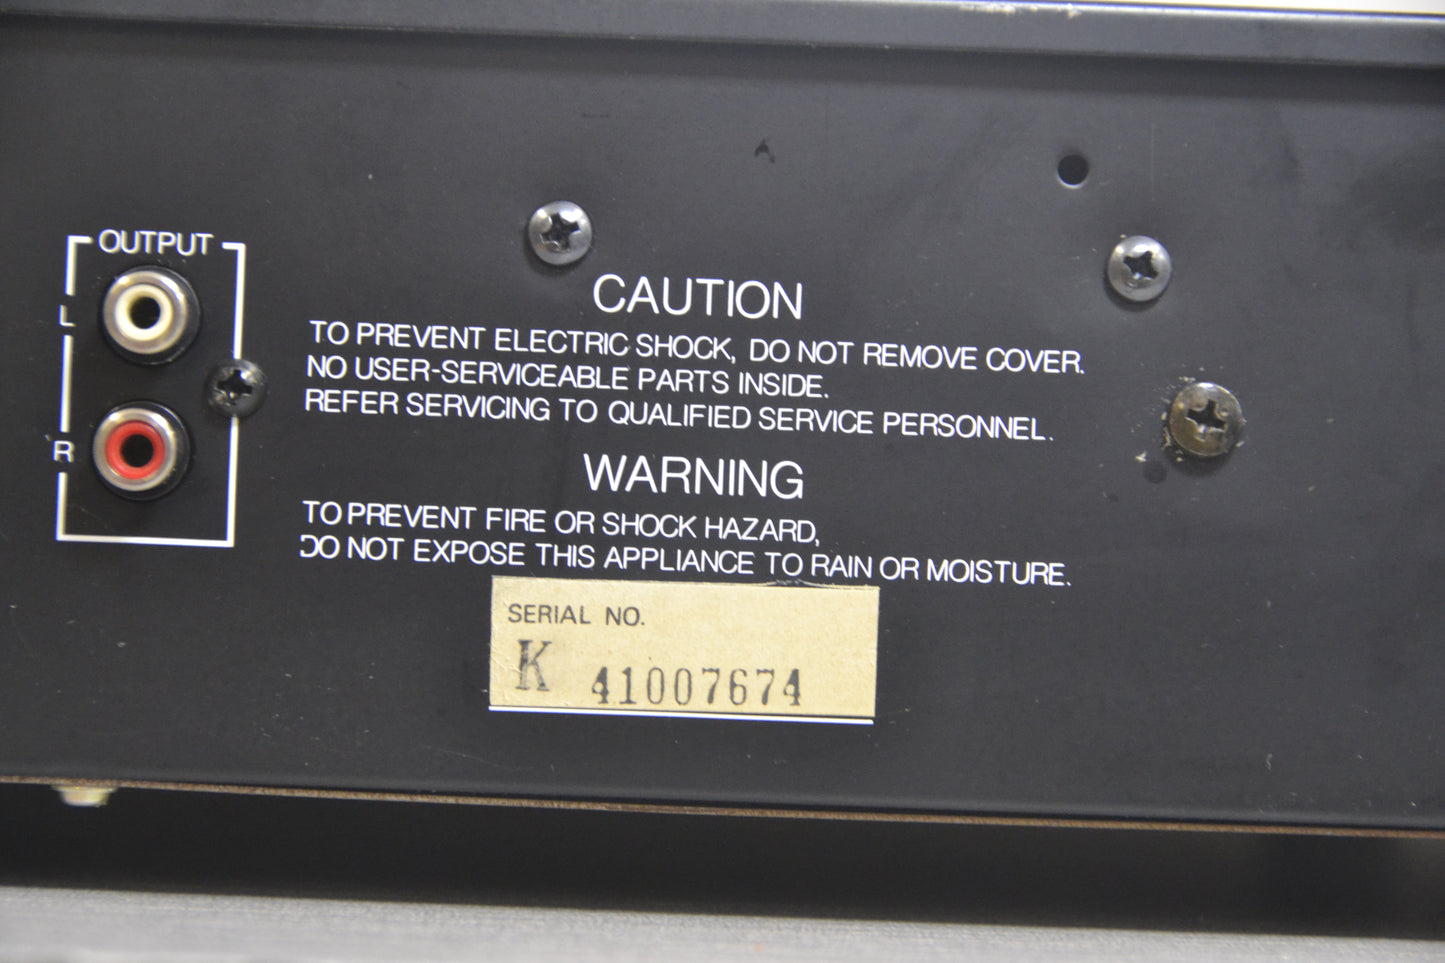 OUTPUT
L
R
CAUTION
TO PREVENT ELECTRIC SHOCK, DO NOT REMOVE COVER.
NO USER-SERVICEABLE PARTS INSIDE.
REFER SERVICING TO QUALIFIED SERVICE PERSONNEL.
WARNING
TO PREVENT FIRE OR SHOCK HAZARD,
DO NOT EXPOSE THIS APPLIANCE TO RAIN OR MOISTURE.
SERIAL NO.
K 41007674